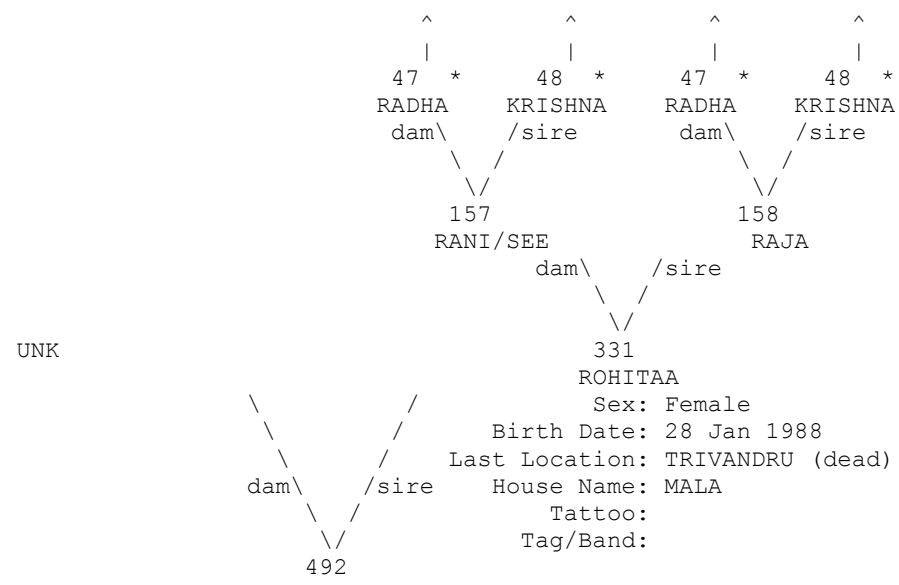 ^ ^ ^ ^
| | | |
47 * 48 * 47 * 48 *
RADHA KRISHNA RADHA KRISHNA
dam\ /sire dam\ /sire
\ / \ /
\/ \/
157 158
RANI/SEE RAJA
dam\ /sire
\ /
\/
UNK 331
ROHITAA
\ / Sex: Female
\ / Birth Date: 28 Jan 1988
\ / Last Location: TRIVANDRU (dead)
dam\ /sire House Name: MALA
\ / Tattoo:
\/ Tag/Band:
492